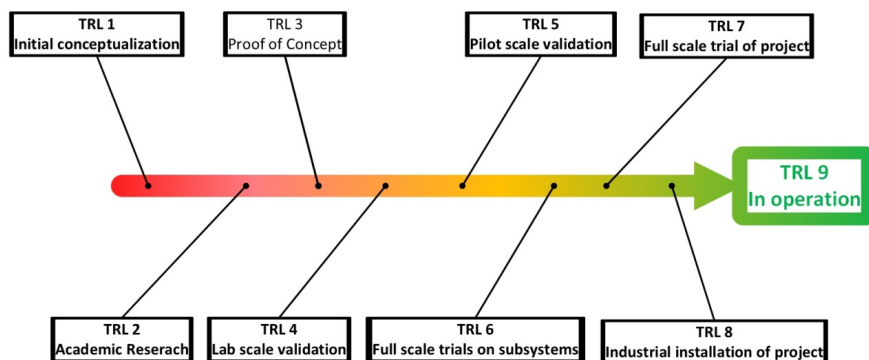 TRL 1
Initial conceptualization
TRL 3
Proof of Concept
TRL 5
Pilot scale validation
TRL 7
Full scale trial of project
TRL 9
In operation
TRL 2
Academic Reserach
TRL 4
Lab scale validation
TRL 6
Full scale trials on subsystems
TRL 8
Industrial installation of project